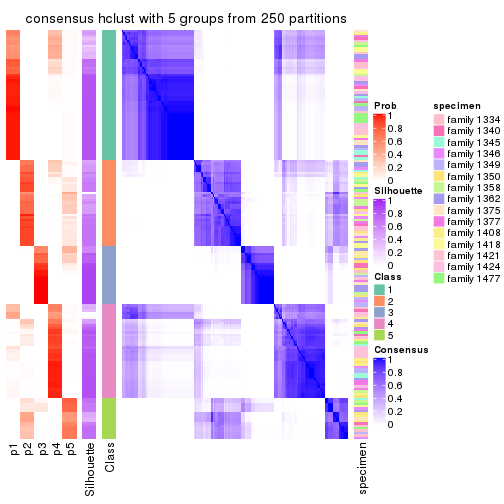 consensus hclust with 5 groups from 250 partitions
p1
p2
p3
p4
p5
Silhouette
Class
specimen
Prob
1
0.8
0.6
0.4
0.2
0
Silhouette
1
0.8
0.6
0.4
0.2
0
Class
1
2
3
4
5
Consensus
1
0.8
0.6
0.4
0.2
0
specimen
family 1334
family 1340
family 1345
family 1346
family 1349
family 1350
family 1358
family 1362
family 1375
family 1377
family 1408
family 1418
family 1421
family 1424
family 1477